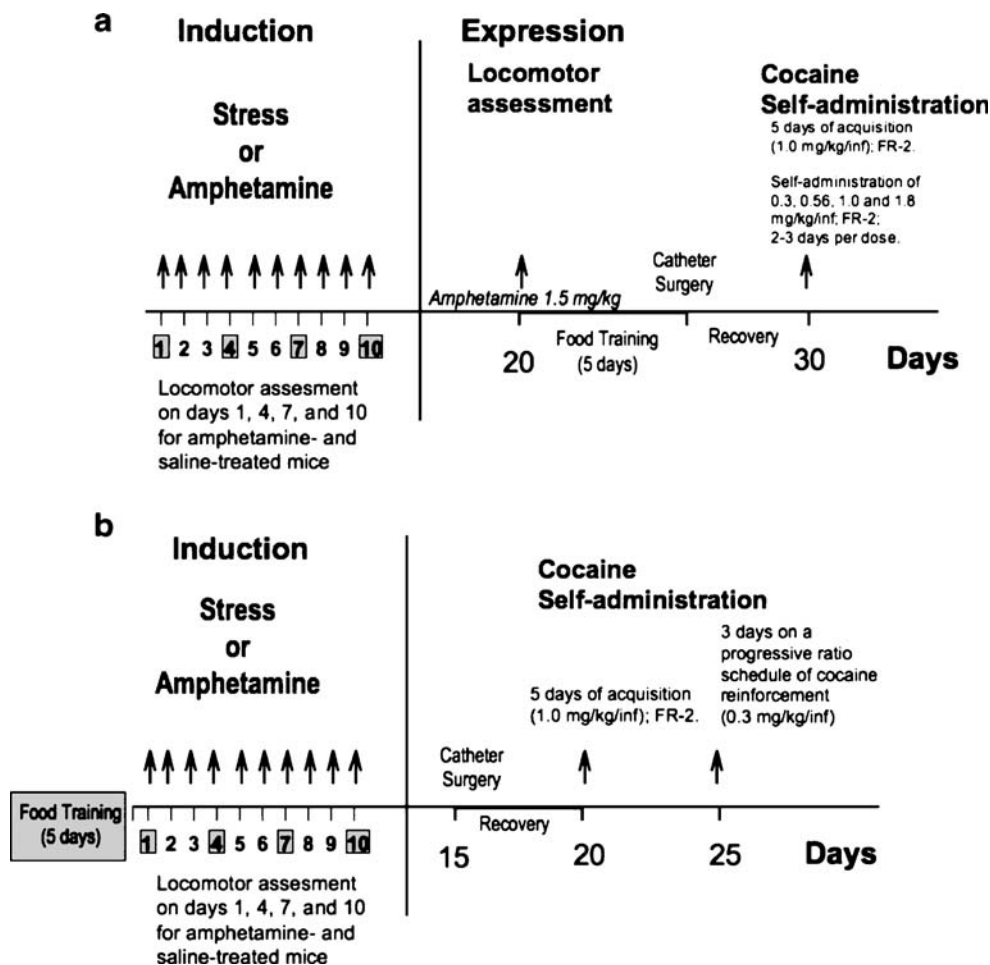 a
Induction
Expression
Stress
or
Amphetamine
Locomotor
assessment
Cocaine
Self-administration
5 days of acquisition
(1.0 mg/kg/inf); FR-2.
Self-administration of
0.3, 0.56, 1.0 and 1.8
mg/kg/inf; FR-2;
2-3 days per dose.
Catheter
Surgery
Amphetamine 1.5 mg/kg
1 2 3 4 5 6 7 8 9 10
20
Food Training
(5 days)
Recovery
30
Days
Locomotor assesment
on days 1, 4, 7, and 10
for amphetamine- and
saline-treated mice
b
Induction
Stress
or
Amphetamine
Cocaine
Self-administration
3 days on a
progressive ratio
schedule of cocaine
reinforcement
(0.3 mg/kg/inf)
5 days of acquisition
(1.0 mg/kg/inf); FR-2.
Catheter
Surgery
Food Training
(5 days)
1 2 3 4 5 6 7 8 9 10
Recovery
15
20
25
Days
Locomotor assesment
on days 1, 4, 7, and 10
for amphetamine- and
saline-treated mice